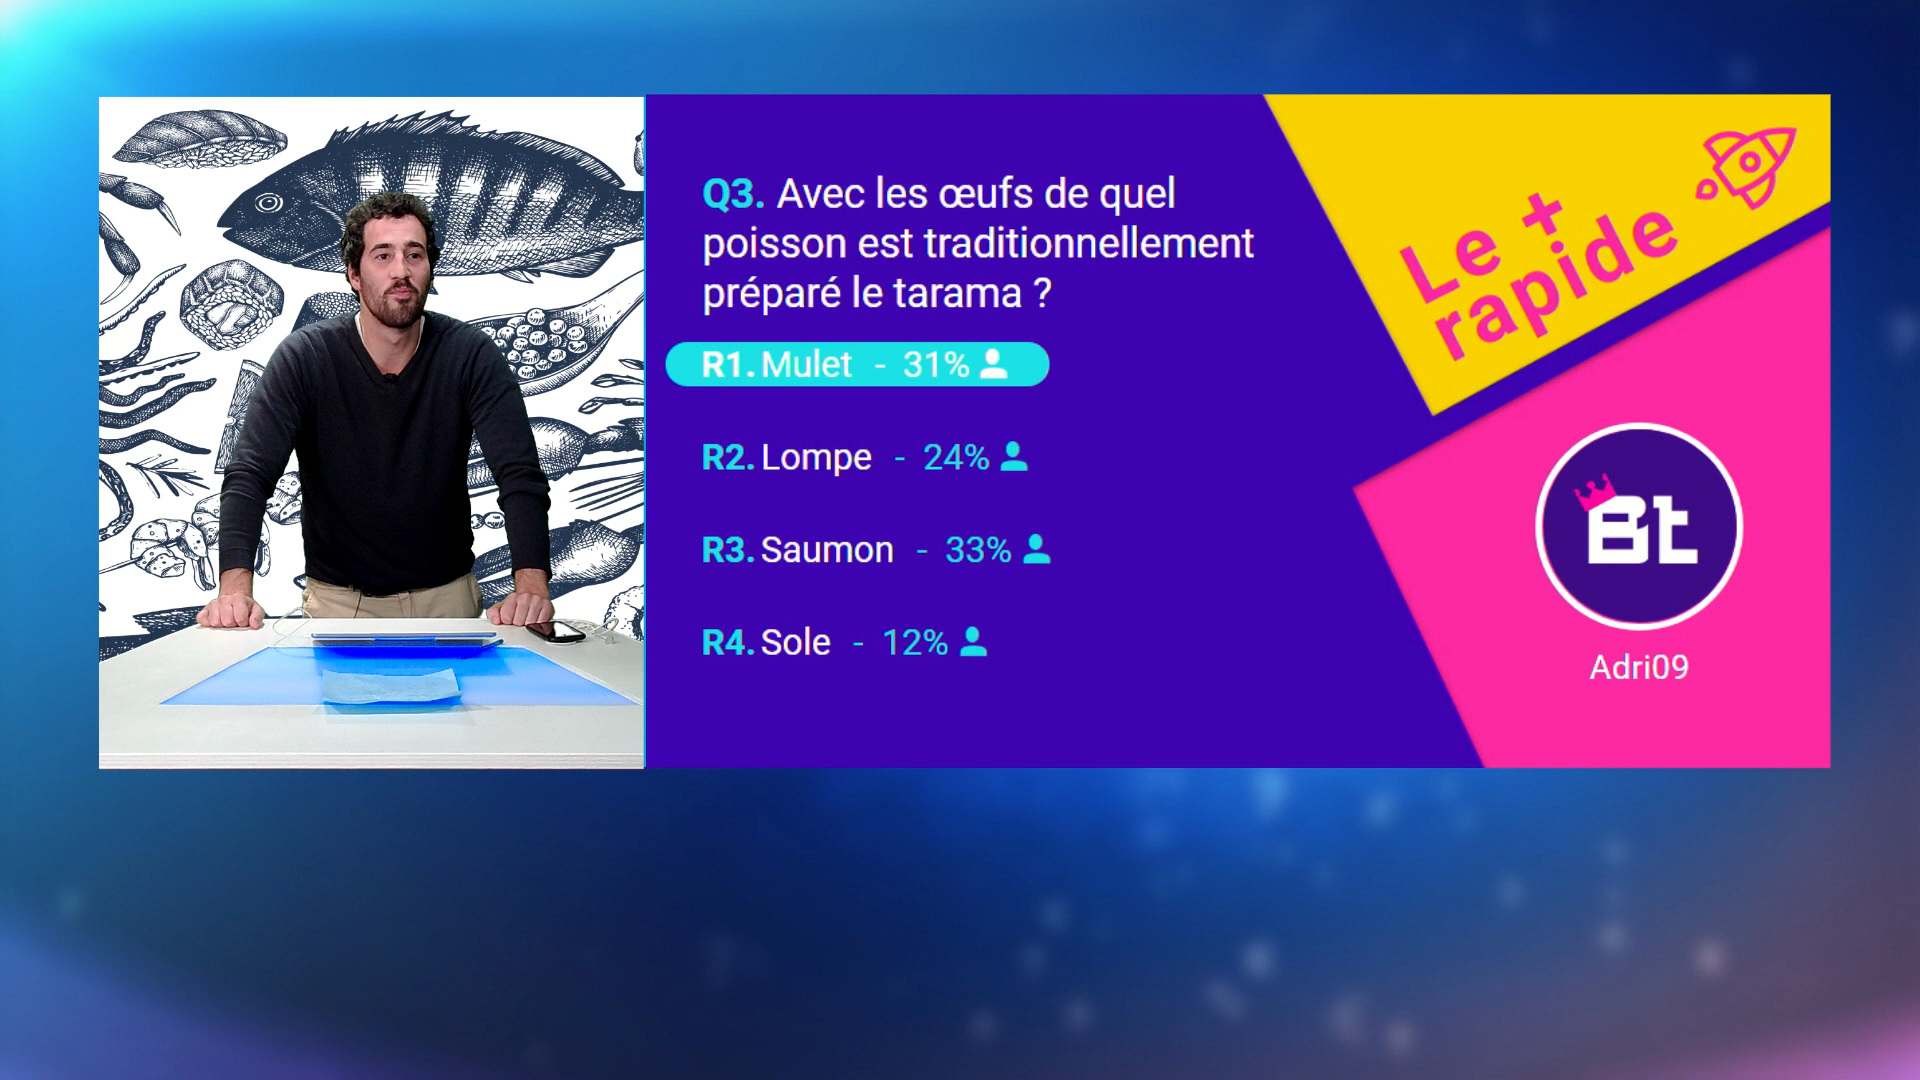 Q3. Avec les œufs de quel
poisson est traditionnellement
préparé le tarama ?
R1. Mulet - 31%
R2. Lompe - 24%
R3. Saumon - 33%
R4. Sole - 12%
Le +
rapide
Bt
Adri09